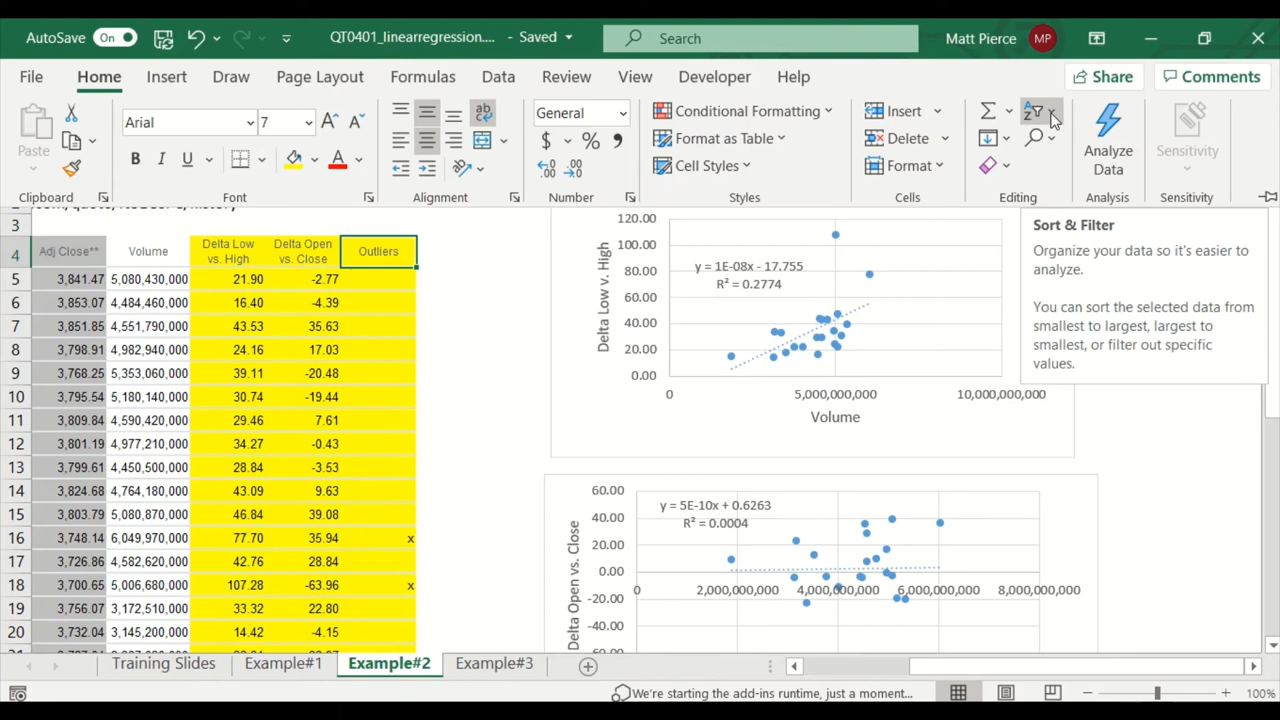 AutoSave On QT0401_linearregression.... - Saved Search Matt Pierce MP
File Home Insert Draw Page Layout Formulas Data Review View Developer Help Share Comments
Paste
Clipboard
Arial 7
B I U A
Font
ab
Alignment
General
$ % ,
Number
Conditional Formatting
Format as Table
Cell Styles
Styles
Insert
Delete
Format
Cells
Editing
Analyze
Data
Analysis
Sensitivity
Sensitivity
Sort & Filter
Organize your data so it's easier to
analyze.
You can sort the selected data from
smallest to largest, largest to
smallest, or filter out specific
values.
3
4 Adj Close** Volume Delta Low vs. High Delta Open vs. Close Outliers
5 3,841.47 5,080,430,000 21.90 -2.77
6 3,853.07 4,484,460,000 16.40 -4.39
7 3,851.85 4,551,790,000 43.53 35.63
8 3,798.91 4,982,940,000 24.16 17.03
9 3,768.25 5,353,060,000 39.11 -20.48
10 3,795.54 5,180,140,000 30.74 -19.44
11 3,809.84 4,590,420,000 29.46 7.61
12 3,801.19 4,977,210,000 34.27 -0.43
13 3,799.61 4,450,500,000 28.84 -3.53
14 3,824.68 4,764,180,000 43.09 9.63
15 3,803.79 5,080,870,000 46.84 39.08
16 3,748.14 6,049,970,000 77.70 35.94 x
17 3,726.86 4,582,620,000 42.76 28.84
18 3,700.65 5,006,680,000 107.28 -63.96 x
19 3,756.07 3,172,510,000 33.32 22.80
20 3,732.04 3,145,200,000 14.42 -4.15
Delta Low v. High
120.00
100.00
80.00
60.00
40.00
20.00
0.00
y = 1E-08x - 17.755
R² = 0.2774
0 5,000,000,000 10,000,000,000
Volume
Delta Open vs. Close
60.00
40.00
20.00
0.00
-20.00
-40.00
y = 5E-10x + 0.6263
R² = 0.0004
0 2,000,000,000 4,000,000,000 6,000,000,000 8,000,000,000
Training Slides Example#1 Example#2 Example#3
We're starting the add-ins runtime, just a moment... 100%